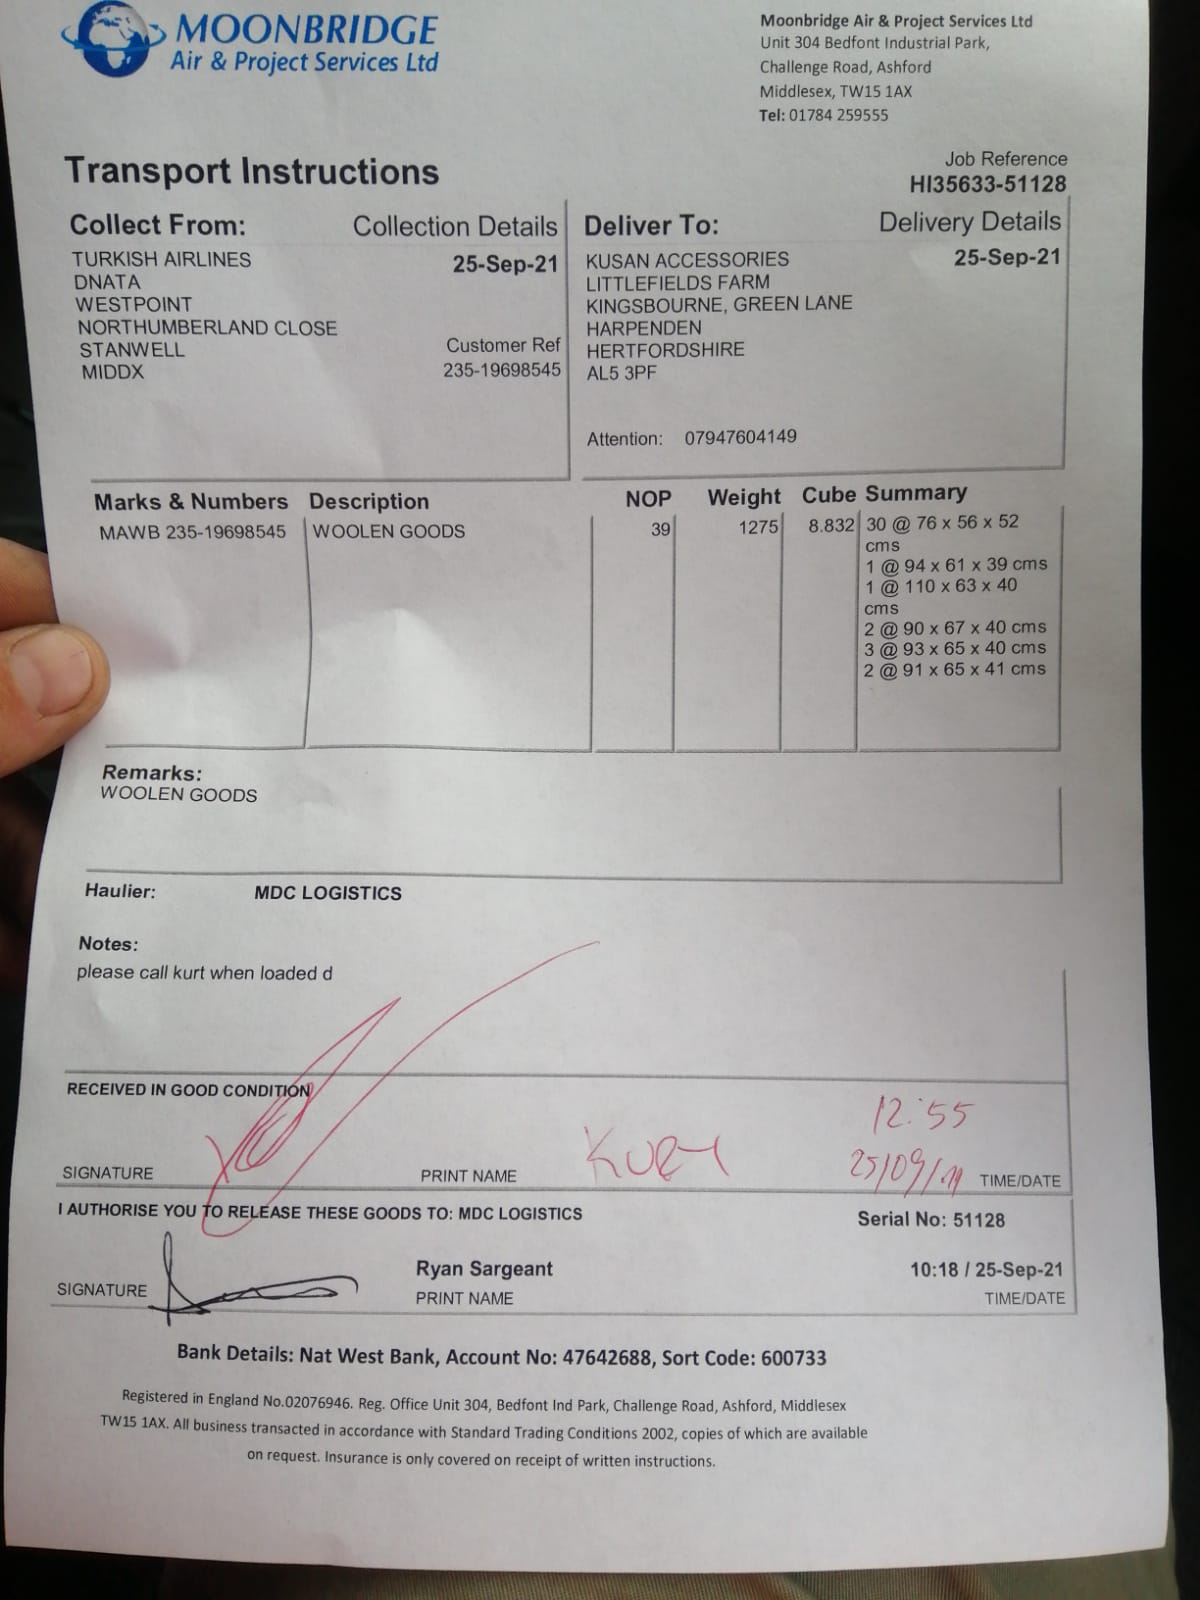 MOONBRIDGE
Air & Project Services Ltd
Moonbridge Air & Project Services Ltd
Unit 304 Bedfont Industrial Park,
Challenge Road, Ashford
Middlesex, TW15 1AX
Tel: 01784 259555
Transport Instructions
Job Reference
HI35633-51128
Collect From:
Collection Details
TURKISH AIRLINES
25-Sep-21
DNATA
WESTPOINT
NORTHUMBERLAND CLOSE
STANWELL
Customer Ref
MIDDX
235-19698545
Deliver To:
Delivery Details
KUSAN ACCESSORIES
25-Sep-21
LITTLEFIELDS FARM
KINGSBOURNE, GREEN LANE
HARPENDEN
HERTFORDSHIRE
AL5 3PF
Attention: 07947604149
Marks & Numbers Description NOP Weight Cube Summary
MAWB 235-19698545 WOOLEN GOODS 39 1275 8.832 30 @ 76 x 56 x 52
cms
1 @ 94 x 61 x 39 cms
1 @ 110 x 63 x 40
cms
2 @ 90 x 67 x 40 cms
3 @ 93 x 65 x 40 cms
2 @ 91 x 65 x 41 cms
Remarks:
WOOLEN GOODS
Haulier: MDC LOGISTICS
Notes:
please call kurt when loaded d
RECEIVED IN GOOD CONDITION
12:55
SIGNATURE PRINT NAME 25/09/ TIME/DATE
I AUTHORISE YOU TO RELEASE THESE GOODS TO: MDC LOGISTICS
Serial No: 51128
Ryan Sargeant
10:18 / 25-Sep-21
SIGNATURE PRINT NAME TIME/DATE
Bank Details: Nat West Bank, Account No: 47642688, Sort Code: 600733
Registered in England No.02076946. Reg. Office Unit 304, Bedfont Ind Park, Challenge Road, Ashford, Middlesex
TW15 1AX. All business transacted in accordance with Standard Trading Conditions 2002, copies of which are available
on request. Insurance is only covered on receipt of written instructions.